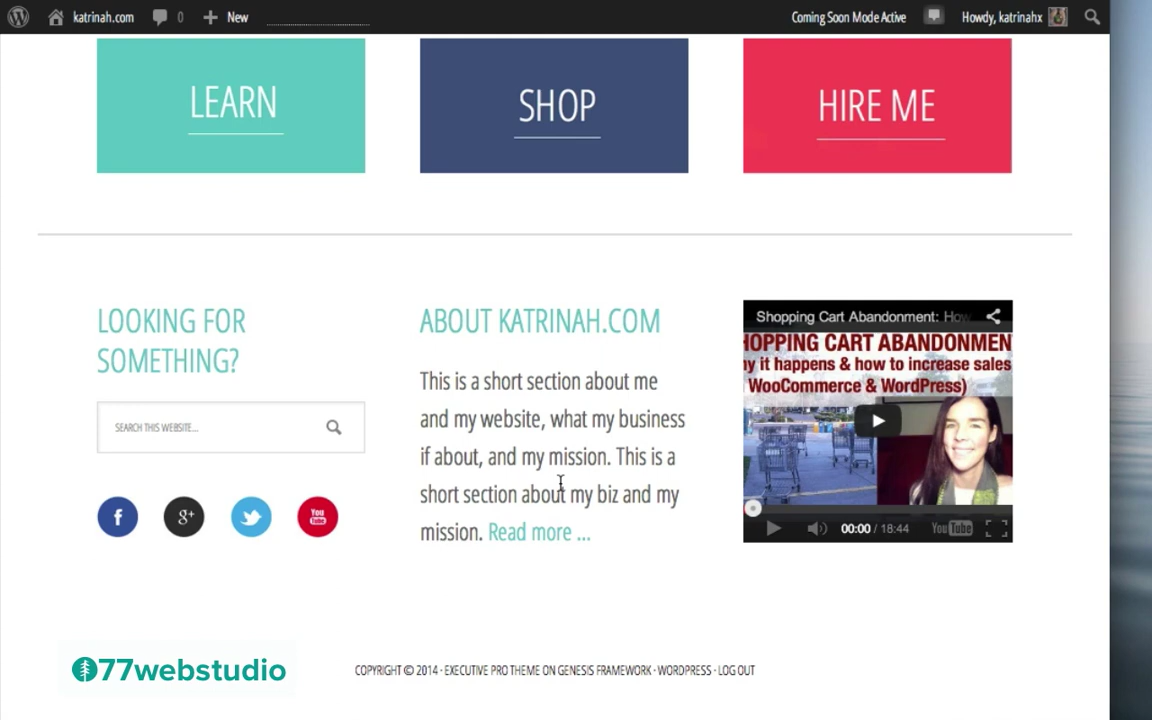 katrinah.com 0 New Coming Soon Mode Active Howdy, katrinahx
LEARN
SHOP
HIRE ME
LOOKING FOR
SOMETHING?
SEARCH THIS WEBSITE...
f
g+
You
Tube
ABOUT KATRINAH.COM
This is a short section about me
and my website, what my business
if about, and my mission. This is a
short section about my biz and my
mission. Read more ...
Shopping Cart Abandonment: How
HOPPING CART ABANDONMEN
hy it happens & how to increase sales
WooCommerce & WordPress)
00:00 / 18:44 YouTube
77webstudio
COPYRIGHT © 2014 · EXECUTIVE PRO THEME ON GENESIS FRAMEWORK · WORDPRESS · LOG OUT